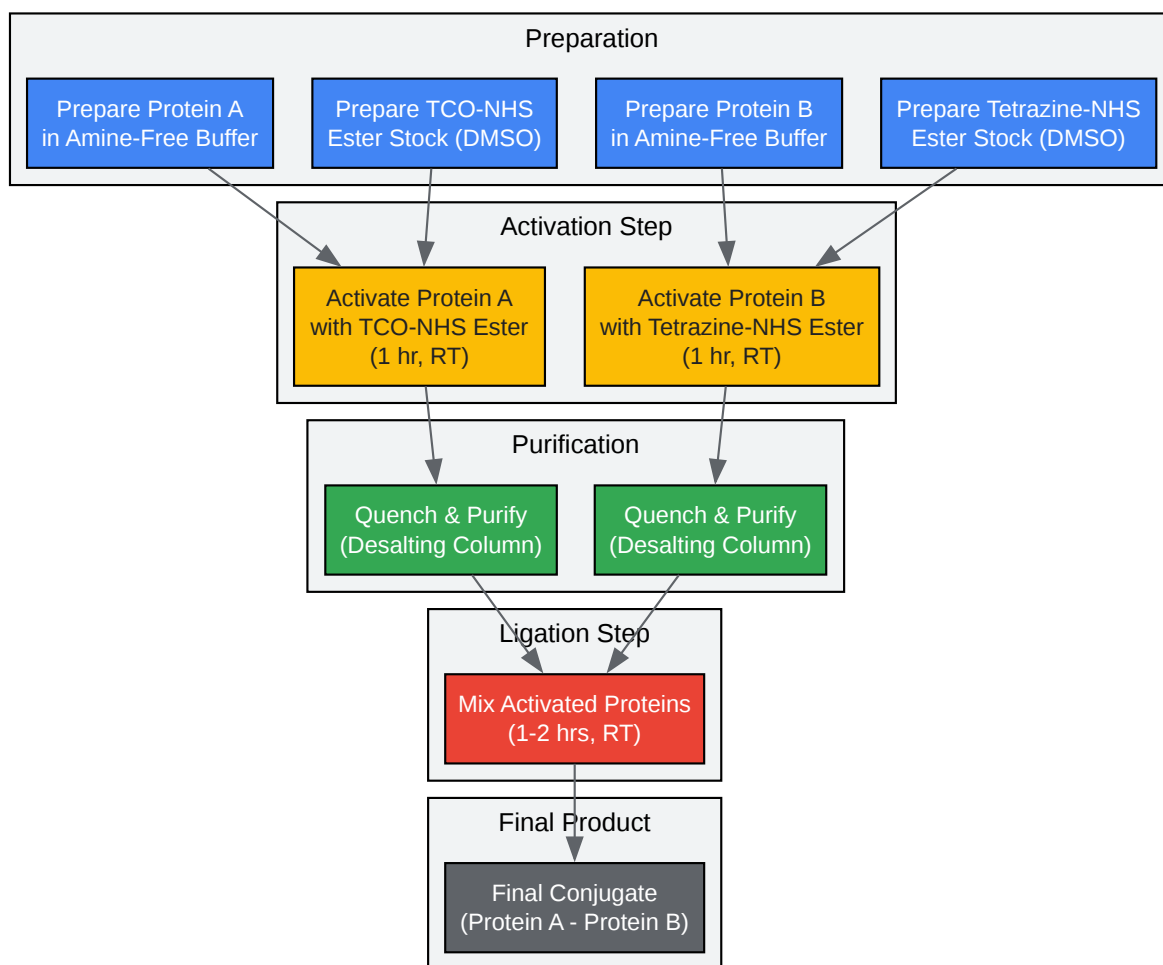 Preparation
Prepare Protein A
in Amine-Free Buffer
Prepare TCO-NHS
Ester Stock (DMSO)
Prepare Protein B
in Amine-Free Buffer
Prepare Tetrazine-NHS
Ester Stock (DMSO)
Activation Step
Activate Protein A
with TCO-NHS Ester
(1 hr, RT)
Activate Protein B
with Tetrazine-NHS Ester
(1 hr, RT)
Purification
Quench & Purify
(Desalting Column)
Quench & Purify
(Desalting Column)
Ligation Step
Mix Activated Proteins
(1-2 hrs, RT)
Final Product
Final Conjugate
(Protein A - Protein B)